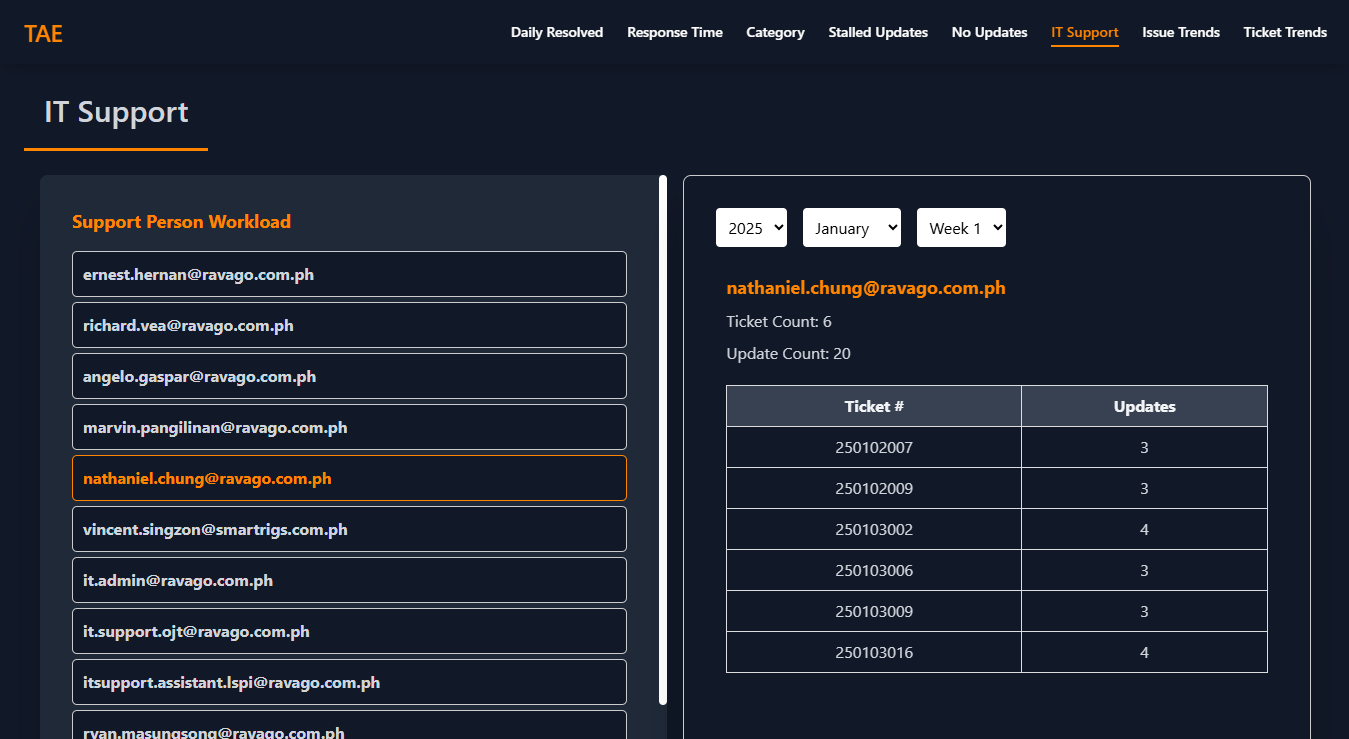 TAE
Daily Resolved Response Time Category Stalled Updates No Updates IT Support Issue Trends Ticket Trends
IT Support
Support Person Workload
ernest.hernan@ravago.com.ph
richard.vea@ravago.com.ph
angelo.gaspar@ravago.com.ph
marvin.pangilinan@ravago.com.ph
nathaniel.chung@ravago.com.ph
vincent.singzon@smartrigs.com.ph
it.admin@ravago.com.ph
it.support.ojt@ravago.com.ph
itsupport.assistant.lspi@ravago.com.ph
ryan.masungsong@ravago.com.ph
2025 January Week 1
nathaniel.chung@ravago.com.ph
Ticket Count: 6
Update Count: 20
Ticket # Updates
250102007 3
250102009 3
250103002 4
250103006 3
250103009 3
250103016 4